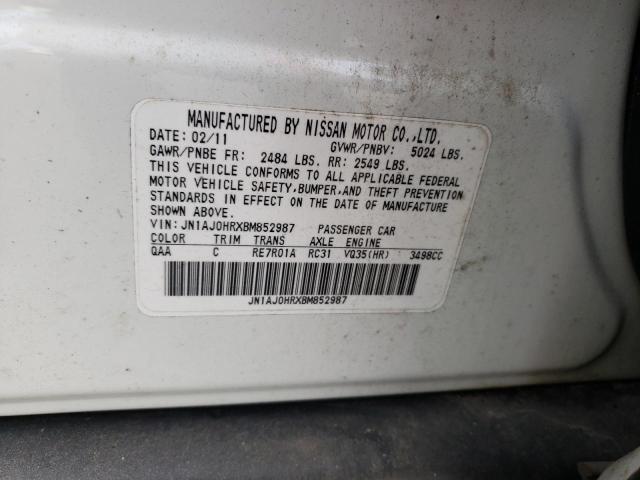 MANUFACTURED BY NISSAN MOTOR CO.,LTD.
DATE: 02/11 GVWR/PNBV: 5024 LBS.
GAWR/PNBE FR: 2484 LBS. RR: 2549 LBS.
THIS VEHICLE CONFORMS TO ALL APPLICABLE FEDERAL
MOTOR VEHICLE SAFETY,BUMPER,AND THEFT PREVENTION
STANDARDS IN EFFECT ON THE DATE OF MANUFACTURE
SHOWN ABOVE.
VIN: JN1AJ0HRXBM852987 PASSENGER CAR
COLOR TRIM TRANS AXLE ENGINE
QAA C RE7R01A RC31 VQ35(HR) 3498CC
JN1AJ0HRXBM852987